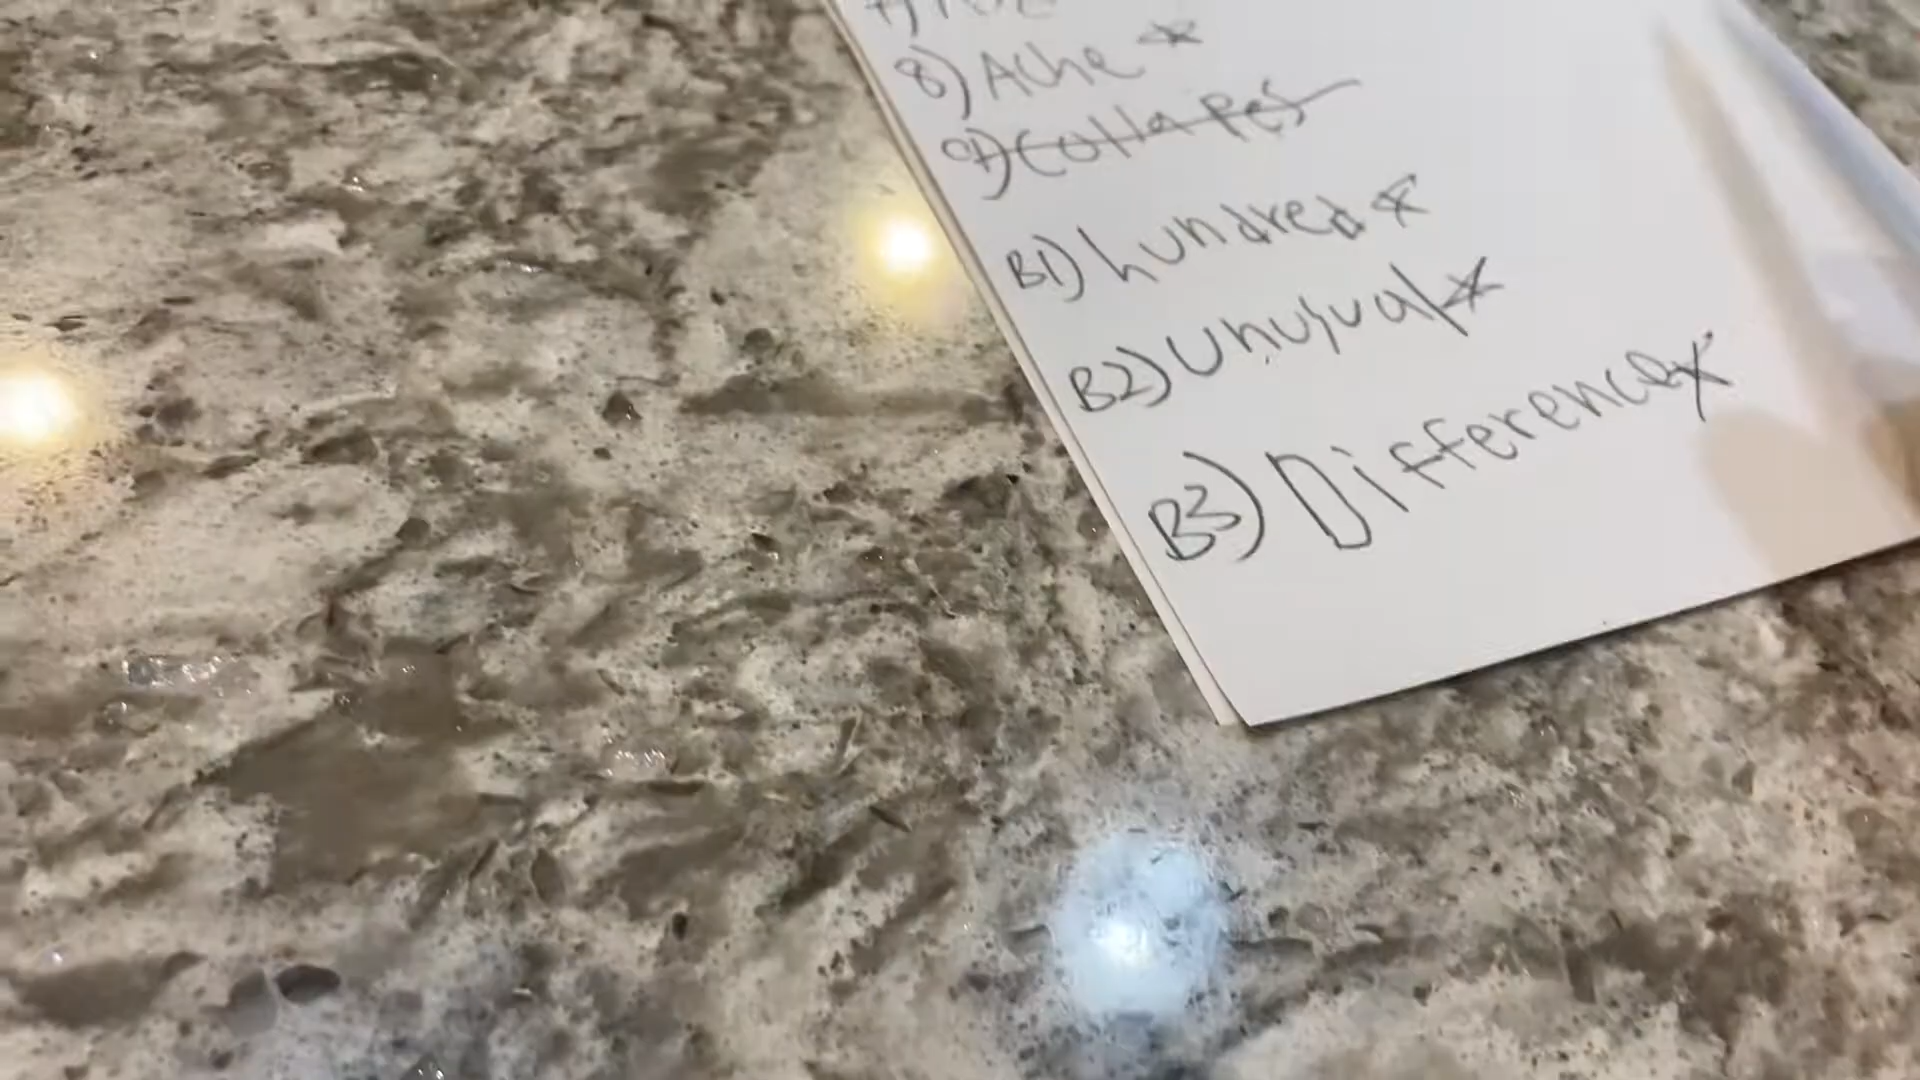 8) Ache
9) Collapes
B1) hundred
B2) Unusual
B3) Difference